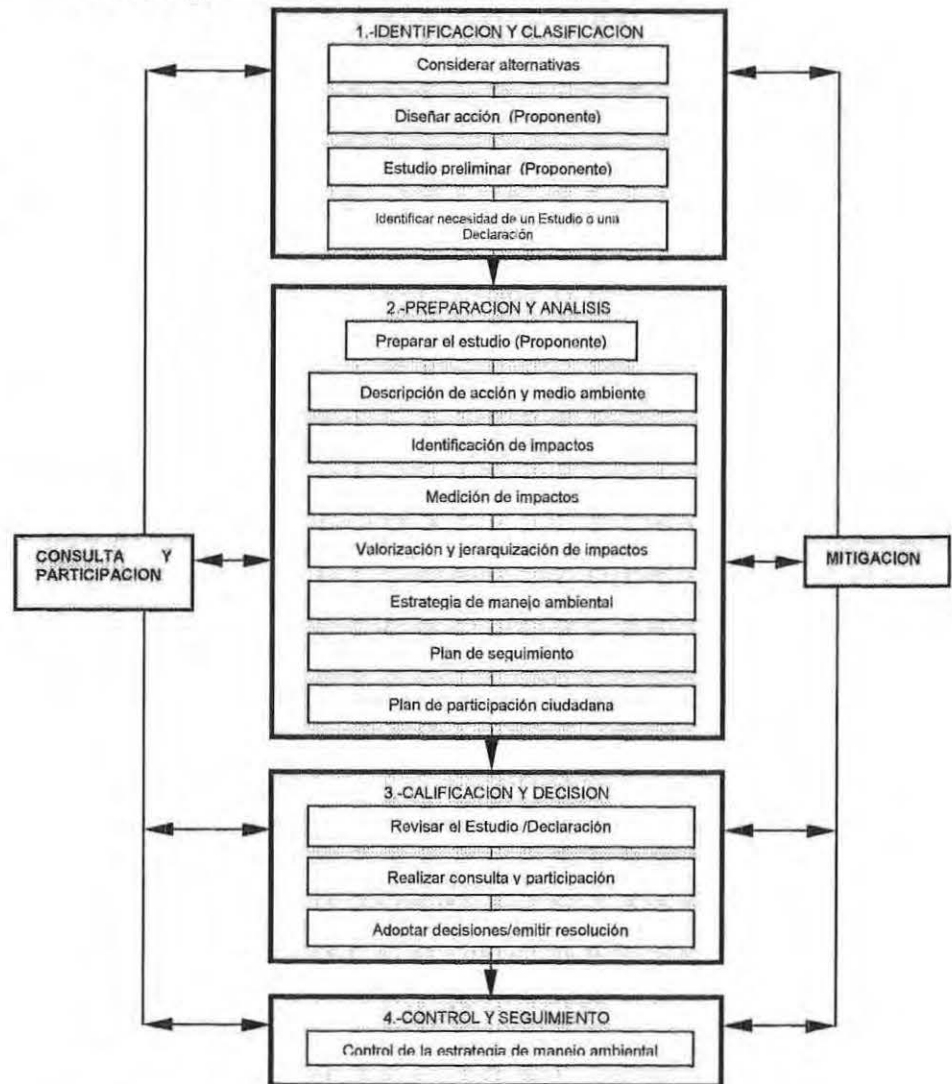 1.-IDENTIFICACION Y CLASIFICACION
Considerar alternativas
Diseñar acción (Proponente)
Estudio preliminar (Proponente)
Identificar necesidad de un Estudio o una
Declaración
2.-PREPARACION Y ANALISIS
Preparar el estudio (Proponente)
Descripción de acción y medio ambiente
Identificación de impactos
Medición de impactos
Valorización y jerarquización de impactos
Estrategia de manejo ambiental
Plan de seguimiento
Plan de participación ciudadana
CONSULTA Y
PARTICIPACION
MITIGACION
3.-CALIFICACION Y DECISION
Revisar el Estudio /Declaración
Realizar consulta y participación
Adoptar decisiones/emitir resolución
4.-CONTROL Y SEGUIMIENTO
Control de la estrategia de manejo ambiental